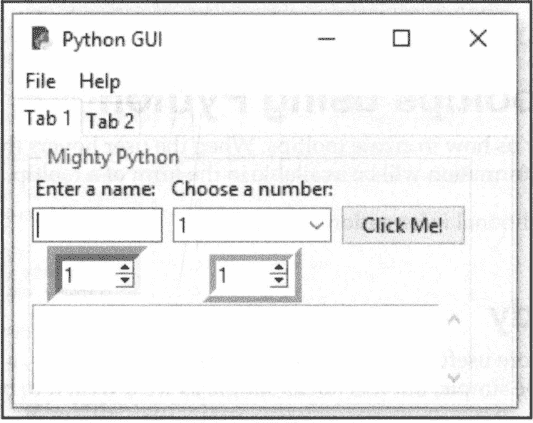 Python GUI
File Help
Tab 1 Tab 2
Mighty Python
Enter a name: Choose a number:
1 Click Me!
1 1